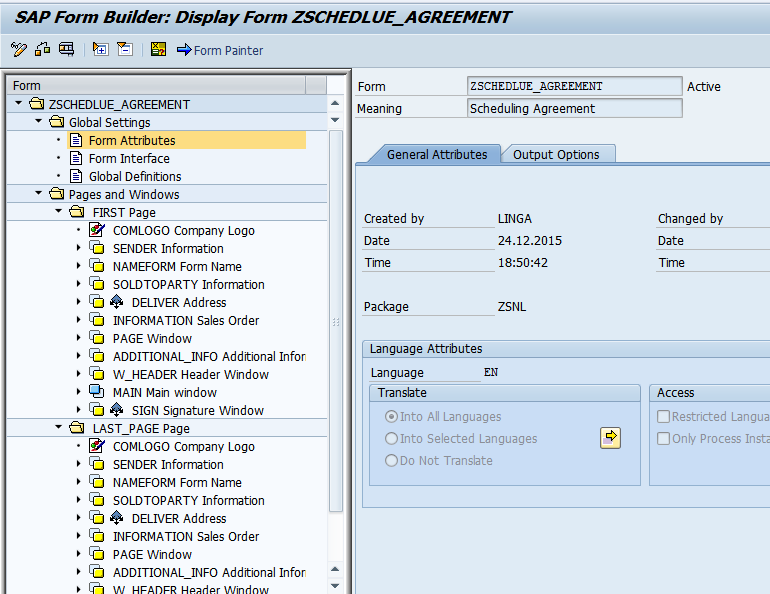 SAP Form Builder: Display Form ZSCHEDLUE_AGREEMENT
Form Painter
Form
ZSCHEDLUE_AGREEMENT
Global Settings
Form Attributes
Form Interface
Global Definitions
Pages and Windows
FIRST Page
COMLOGO Company Logo
SENDER Information
NAMEFORM Form Name
SOLDTOPARTY Information
DELIVER Address
INFORMATION Sales Order
PAGE Window
ADDITIONAL_INFO Additional Infor
W_HEADER Header Window
MAIN Main window
SIGN Signature Window
LAST_PAGE Page
COMLOGO Company Logo
SENDER Information
NAMEFORM Form Name
SOLDTOPARTY Information
DELIVER Address
INFORMATION Sales Order
PAGE Window
ADDITIONAL_INFO Additional Infor
W_HEADER Header Window
Form ZSCHEDLUE_AGREEMENT Active
Meaning Scheduling Agreement
General Attributes Output Options
Created by LINGA Changed by
Date 24.12.2015 Date
Time 18:50:42 Time
Package ZSNL
Language Attributes
Language EN
Translate Access
Into All Languages Restricted Langua
Into Selected Languages Only Process Insta
Do Not Translate